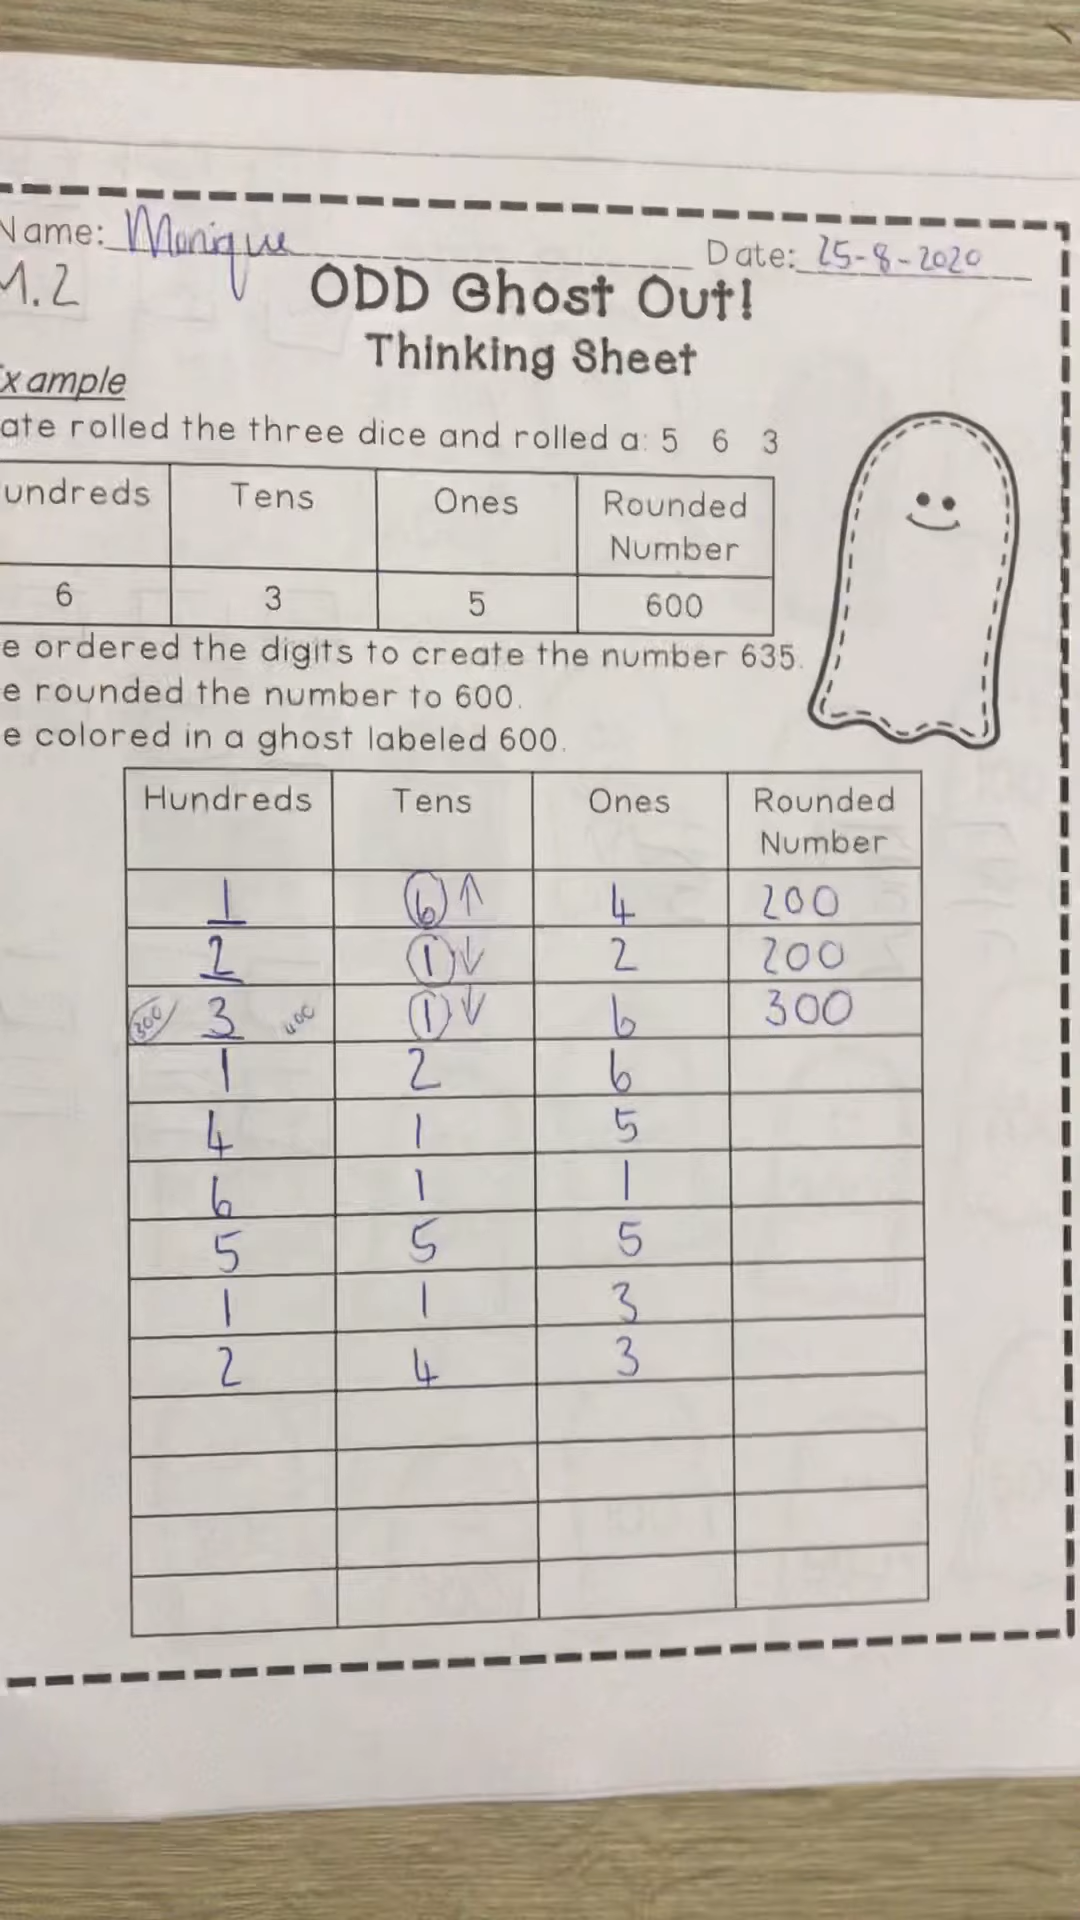 Name: Monique Date: 25-8-2020
M.2
ODD Ghost Out!
Thinking Sheet
Example
ate rolled the three dice and rolled a: 5 6 3
undreds Tens Ones Rounded Number
6 3 5 600
e ordered the digits to create the number 635.
e rounded the number to 600.
e colored in a ghost labeled 600.
Hundreds Tens Ones Rounded Number
1 6 ↑ 4 200
2 1 ↓ 2 200
300 3 400 1 ↓ 6 300
1 2 6
4 1 5
6 1 1
5 5 5
1 1 3
2 4 3